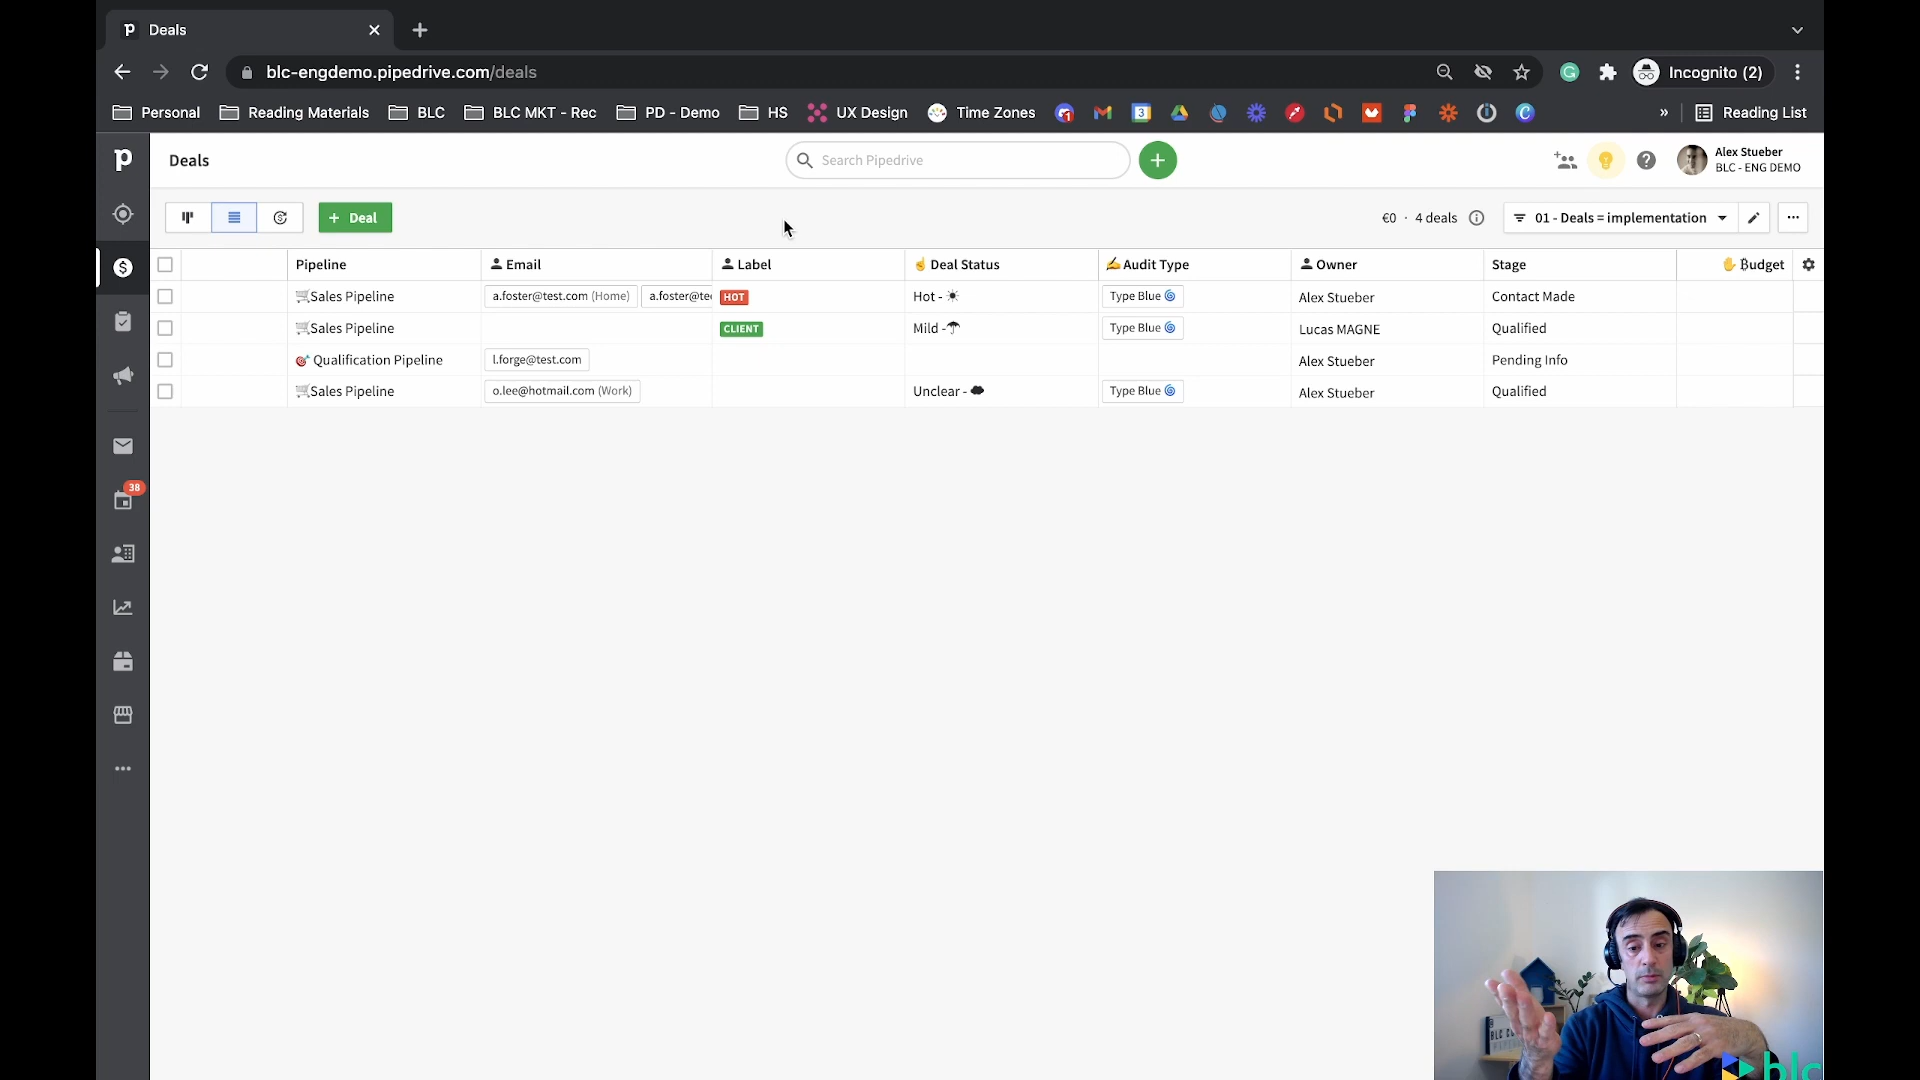 Deals
blc-engdemo.pipedrive.com/deals
Incognito (2)
Personal Reading Materials BLC BLC MKT - Rec PD - Demo HS UX Design Time Zones » Reading List
Deals Search Pipedrive
Alex Stueber
BLC - ENG DEMO
+ Deal €0 · 4 deals 01 - Deals = implementation
Pipeline Email Label Deal Status Audit Type Owner Stage ₿udget
Sales Pipeline a.foster@test.com (Home) a.foster@te HOT Hot - Type Blue Alex Stueber Contact Made
Sales Pipeline CLIENT Mild - Type Blue Lucas MAGNE Qualified
Qualification Pipeline l.forge@test.com Alex Stueber Pending Info
Sales Pipeline o.lee@hotmail.com (Work) Unclear - Type Blue Alex Stueber Qualified
38
blc